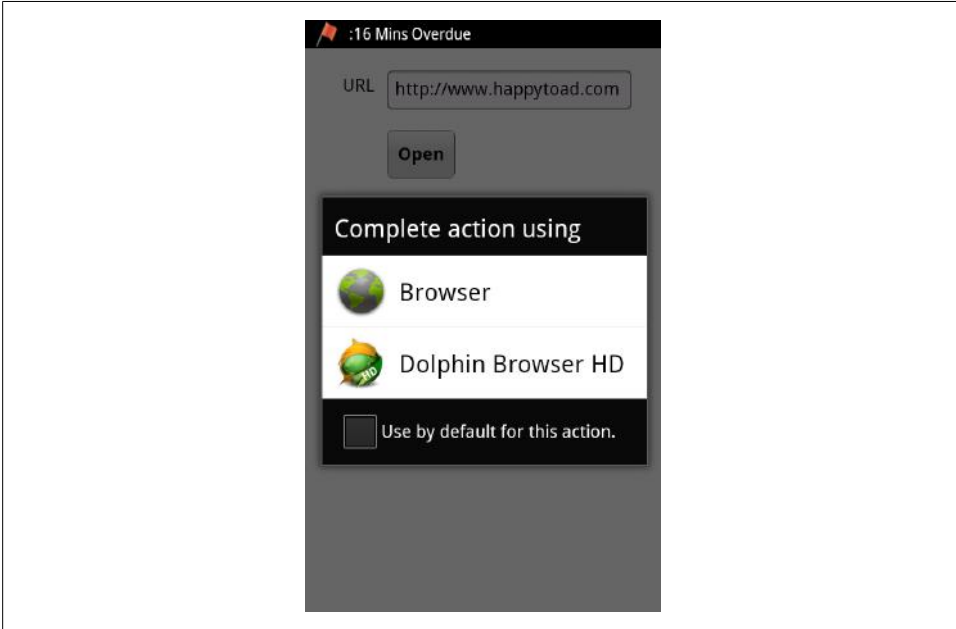 :16 Mins Overdue
URL http://www.happytoad.com
Open
Complete action using
Browser
HD
Dolphin Browser HD
Use by default for this action.